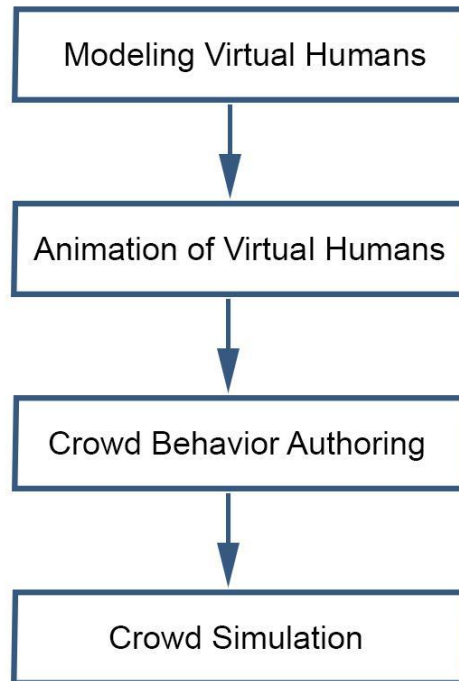 Modeling Virtual Humans
Animation of Virtual Humans
Crowd Behavior Authoring
Crowd Simulation